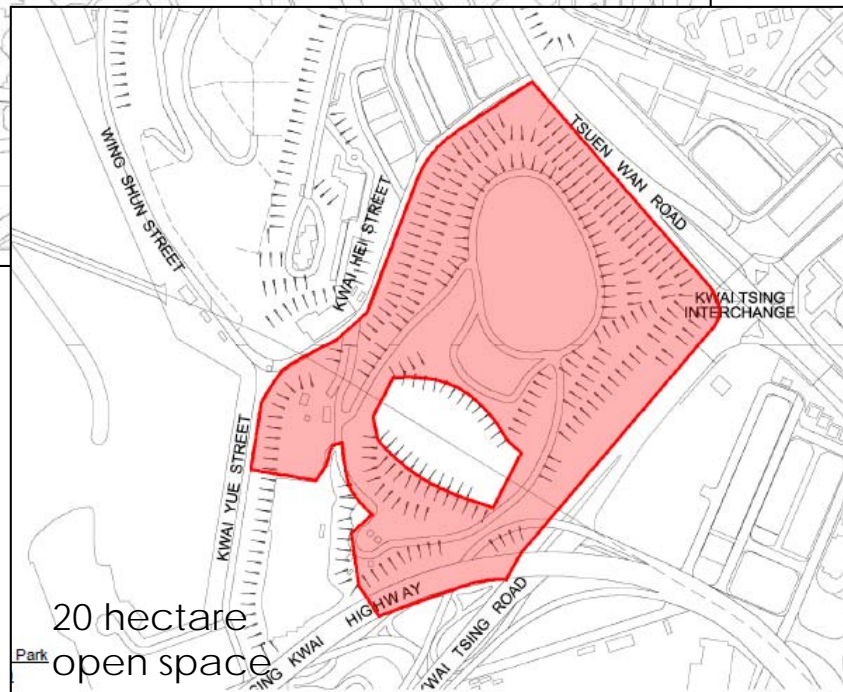 TSUEN WAN ROAD
WING SHUN STREET
KWAI HEI STREET
KWAI TSING
INTERCHANGE
KWAI YUE STREET
TSING KWAI HIGHWAY
KWAI TSING ROAD
20 hectare
Park
open space